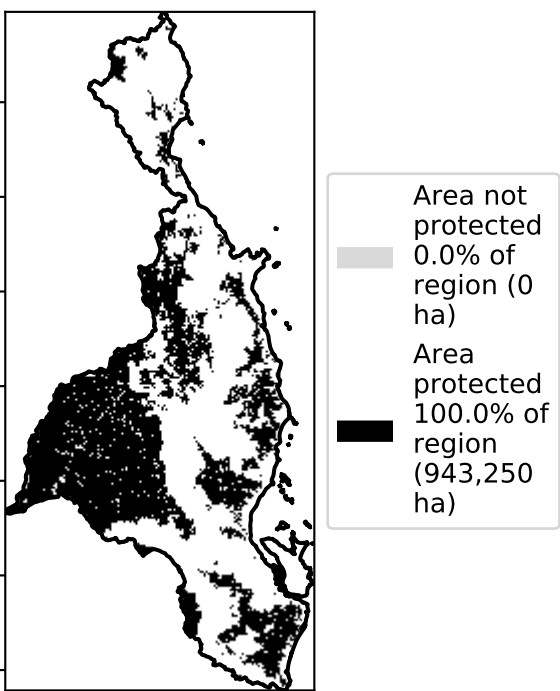 Area not
protected
0.0% of
region (0
ha)
Area
protected
100.0% of
region
(943,250
ha)